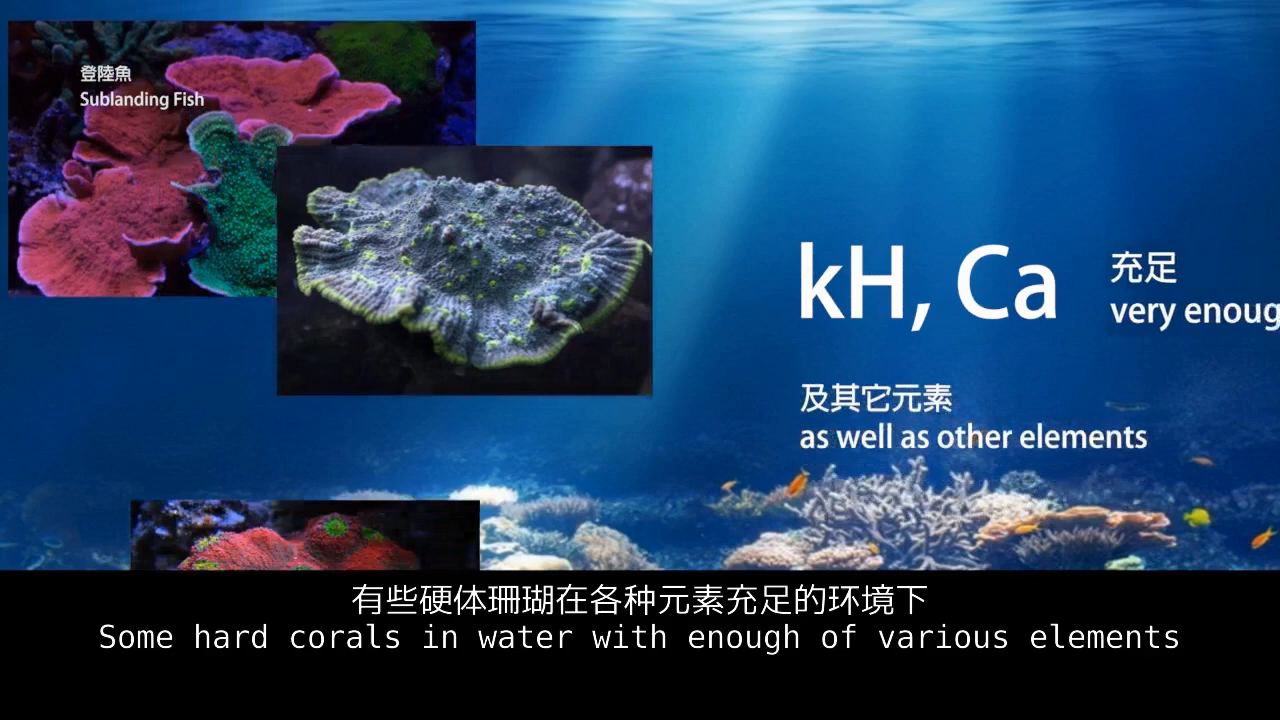 登陸魚
Sublanding Fish
kH, Ca
充足
very enoug
及其它元素
as well as other elements
有些硬体珊瑚在各种元素充足的环境下
Some hard corals in water with enough of various elements